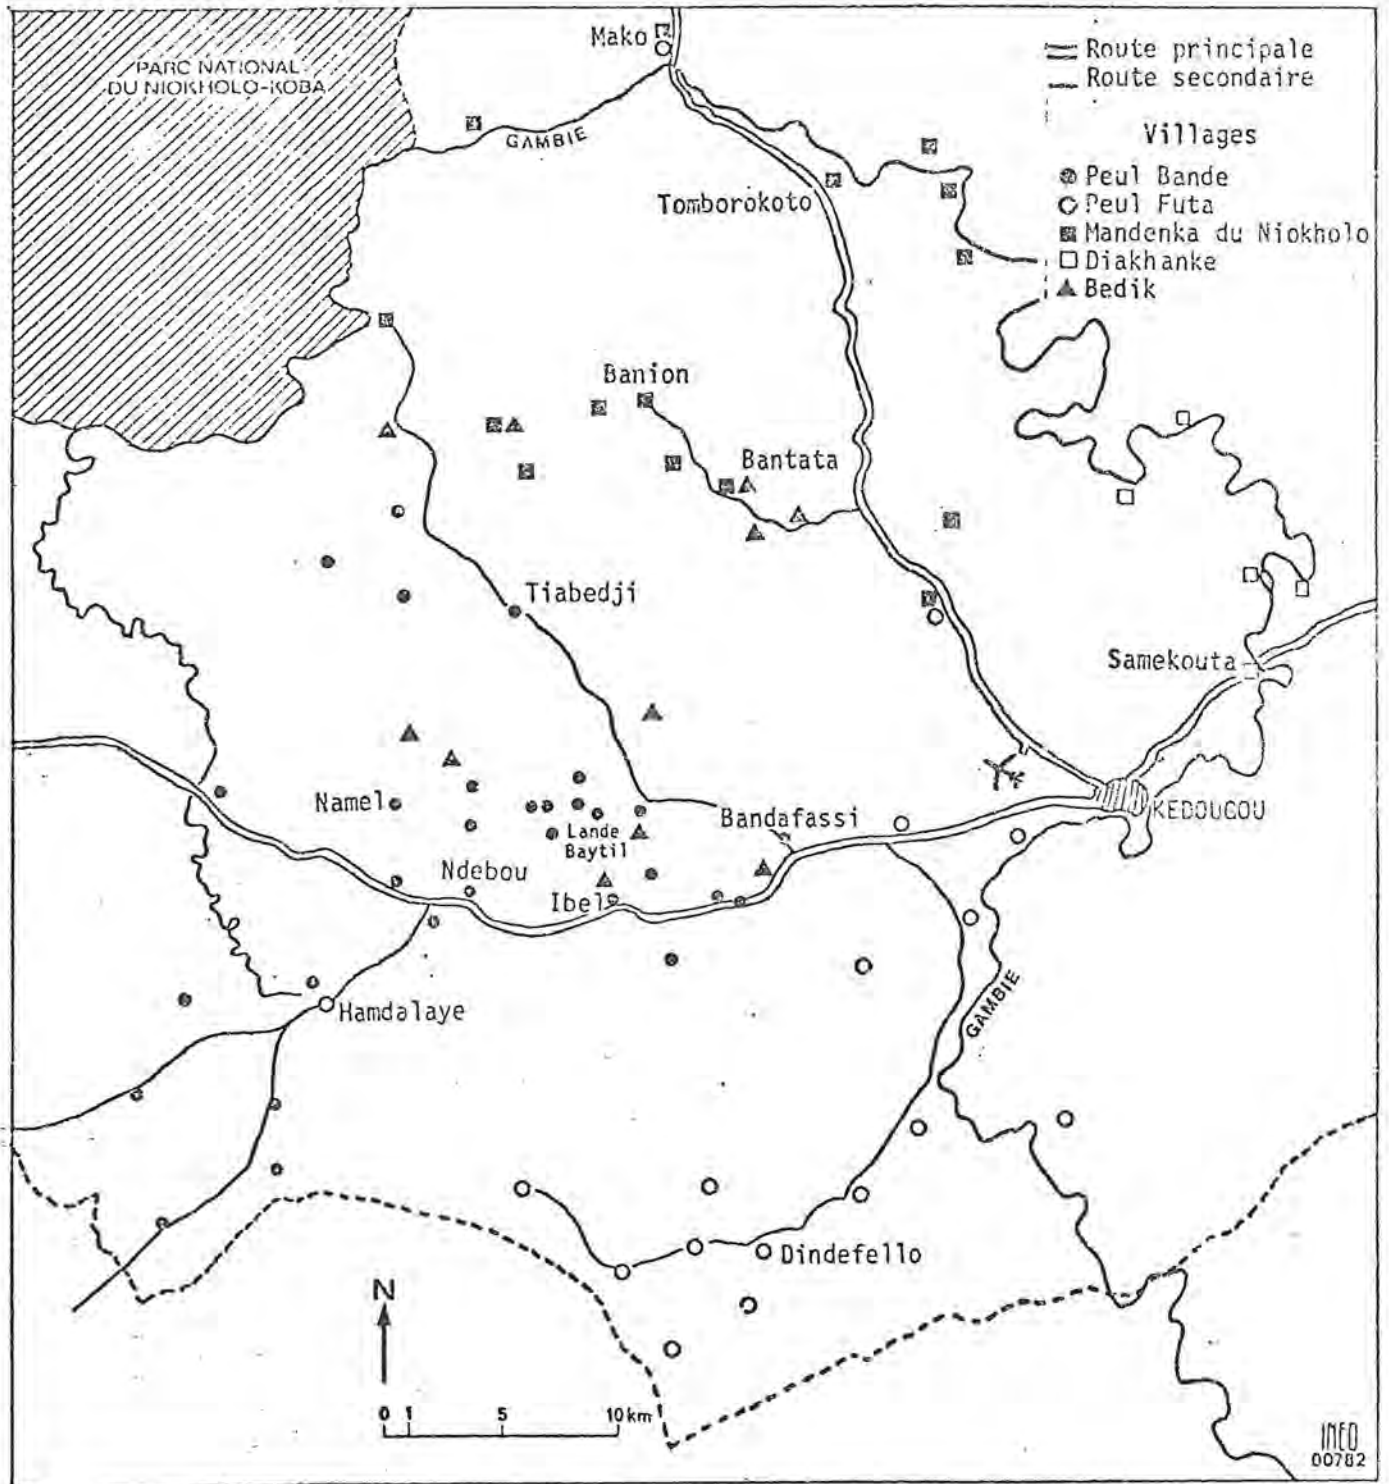 Mako
Route principale
Route secondaire
PARC NATIONAL
DU NIOKHOLO-KOBA
GAMBIE
Villages
Peul Bande
Peul Futa
Mandenka du Niokholo
Diakhanke
Bedik
Tomborokoto
Banion
Bantata
Tiabedji
Samekouta
Namel
Lande
Baytil
Bandafassi
KEDOUGOU
Ndebou
Ibel
Hamdalaye
GAMBIE
Dindefello
N
0 1 5 10 km
INED
00782